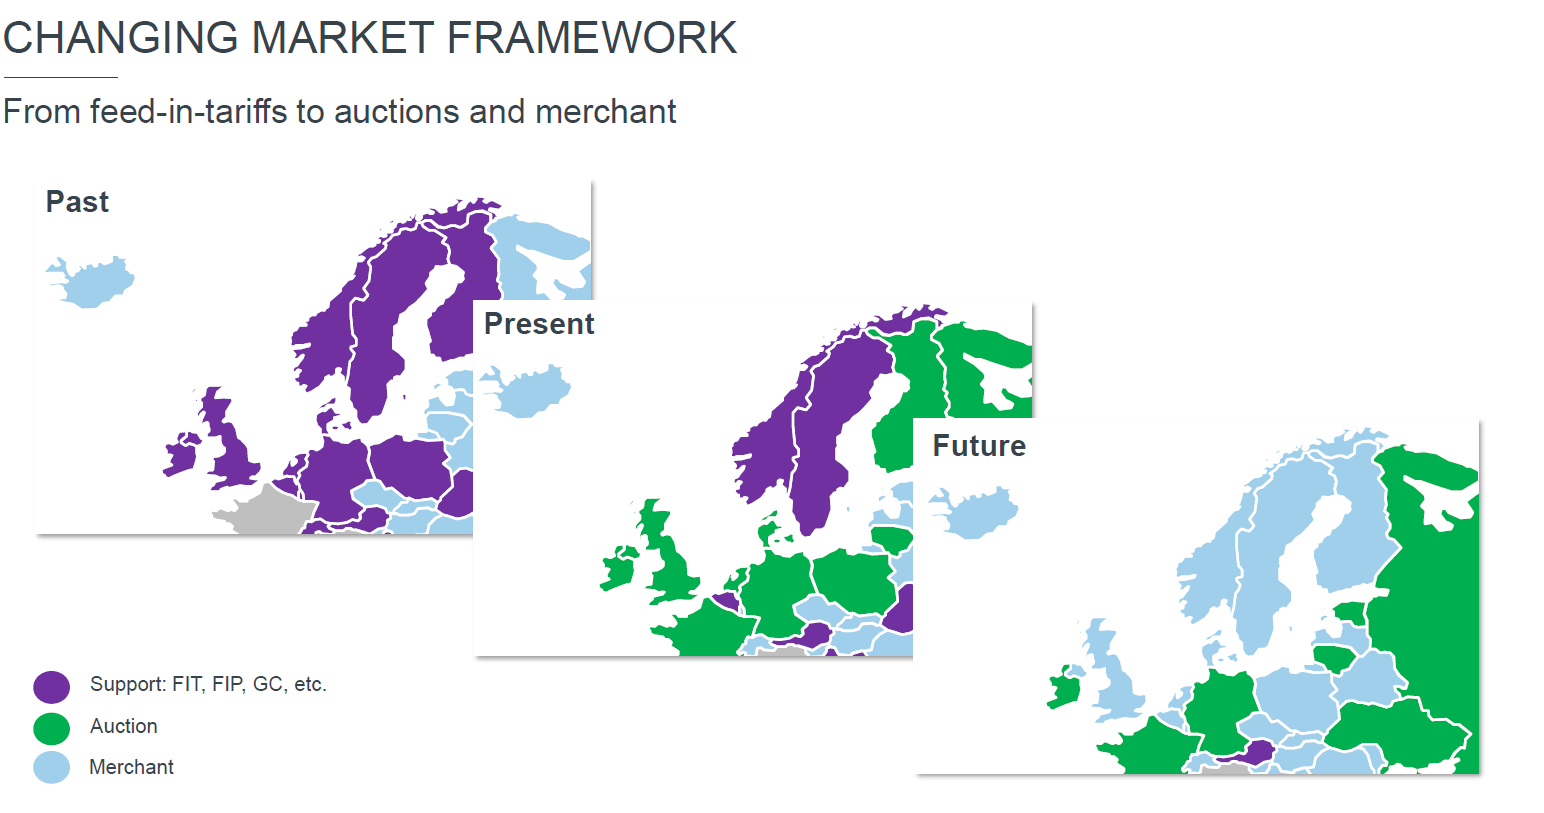 CHANGING MARKET FRAMEWORK
From feed-in-tariffs to auctions and merchant
Past
Present
Future
Support: FIT, FIP, GC, etc.
Auction
Merchant